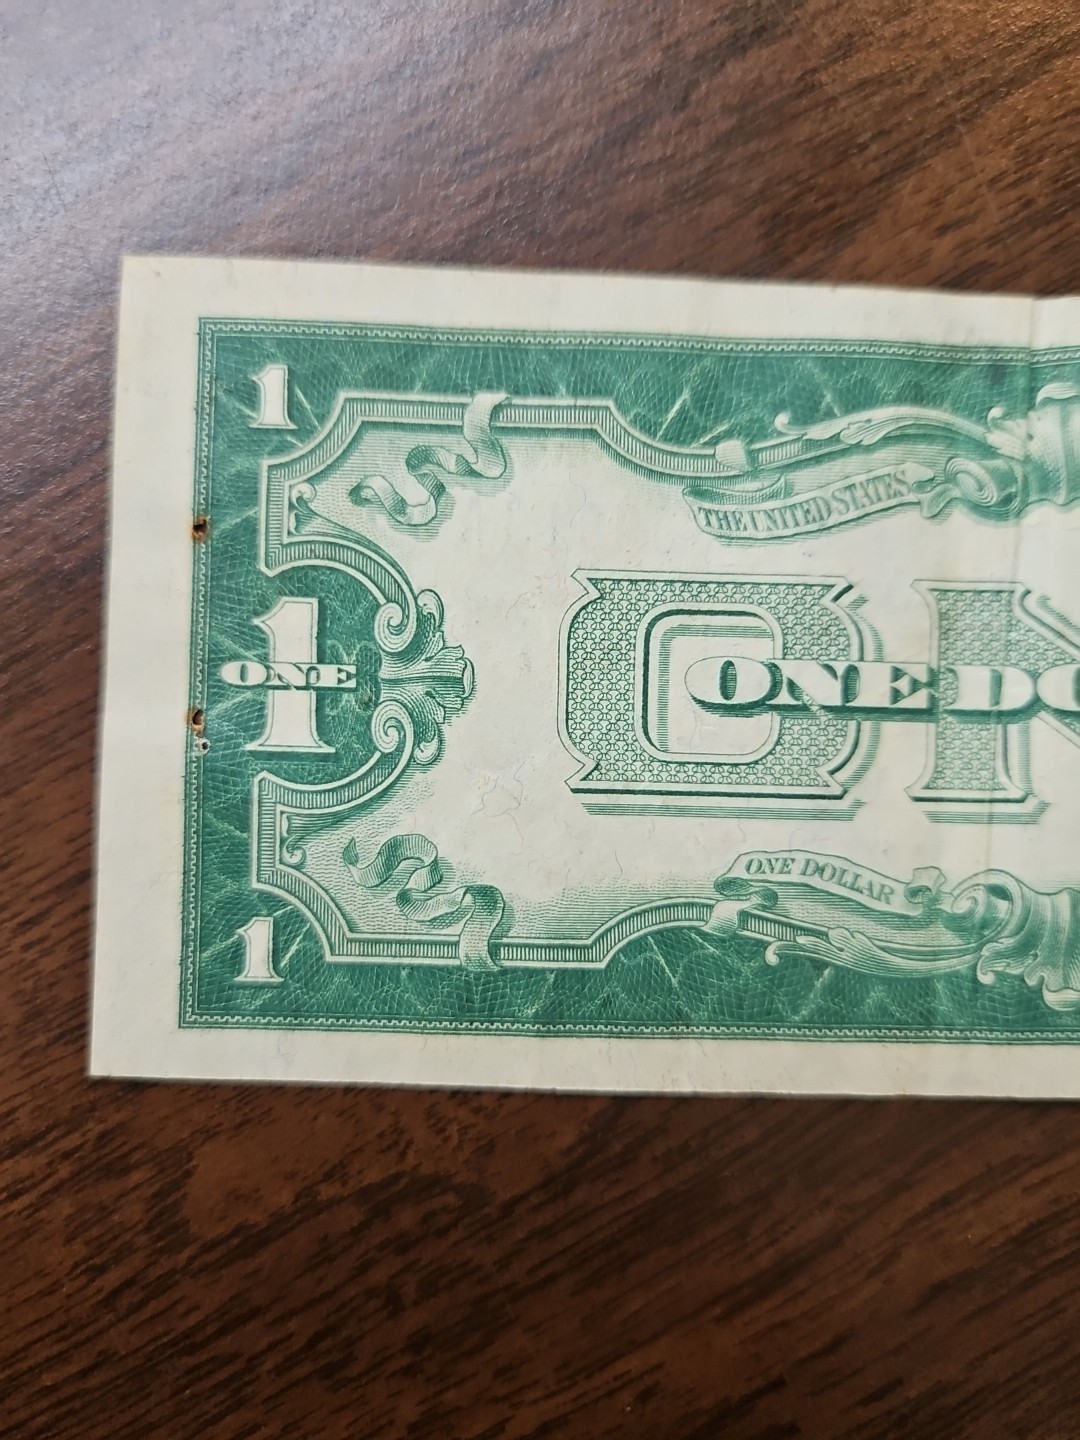 1
THE UNITED STATES
ONE
1
ONE DO
ONE DOLLAR
1